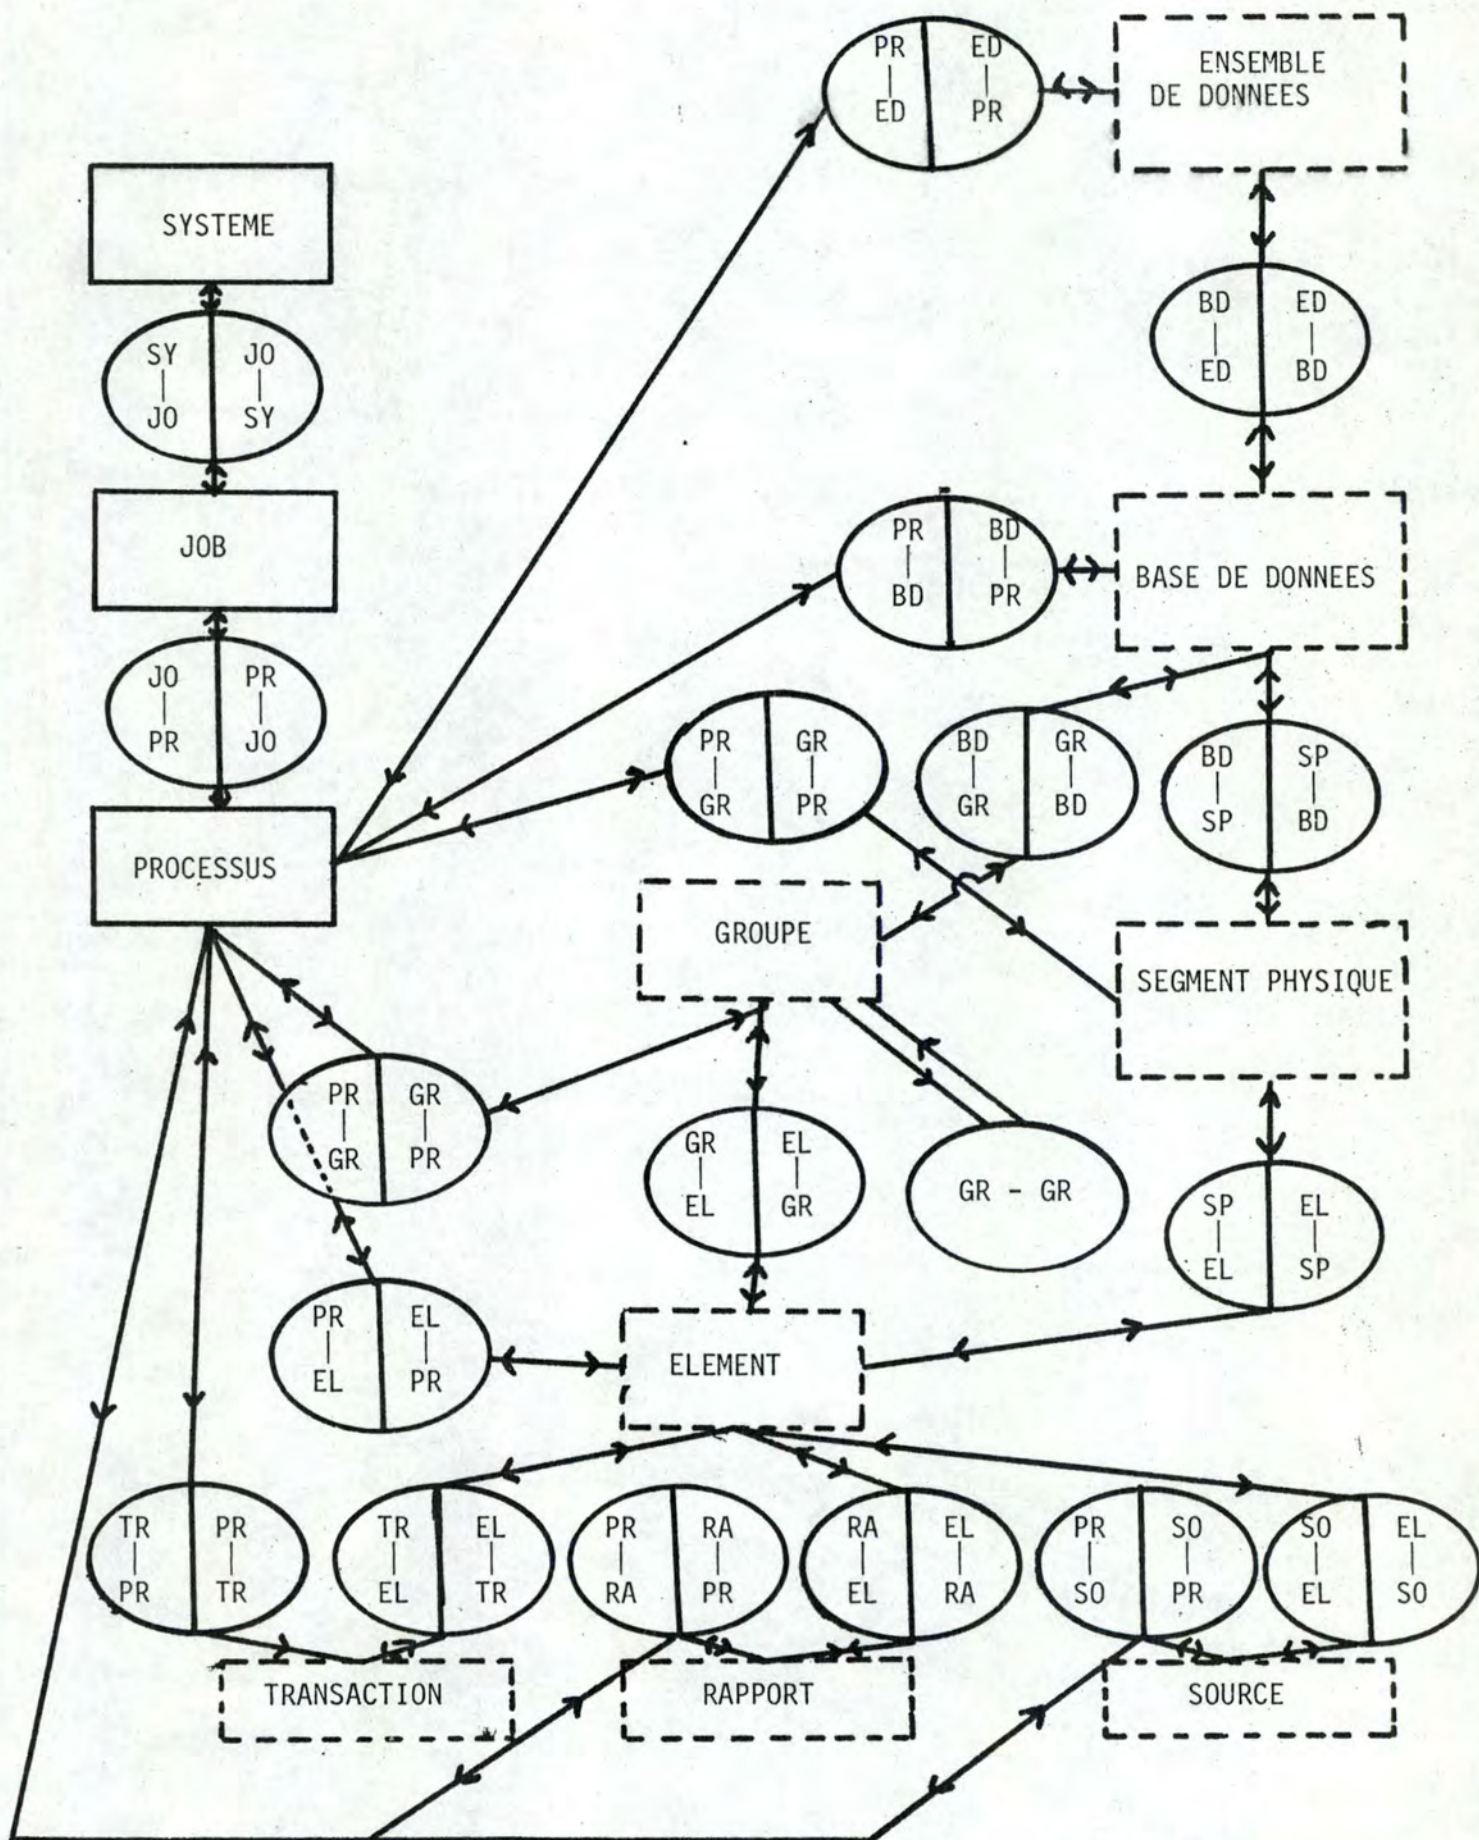 PR ED
ED PR
ENSEMBLE
DE DONNEES
SYSTEME
BD ED
ED BD
SY JO
JO SY
JOB
PR BD
BD PR
BASE DE DONNEES
JO PR
PR JO
PR GR
GR PR
BD GR
GR BD
BD SP
SP BD
PROCESSUS
GROUPE
SEGMENT PHYSIQUE
PR GR
GR PR
GR EL
EL GR
GR - GR
SP EL
EL SP
PR EL
EL PR
ELEMENT
TR PR
PR TR
TR EL
EL TR
PR RA
RA PR
RA EL
EL RA
PR SO
SO PR
SO EL
EL SO
TRANSACTION
RAPPORT
SOURCE